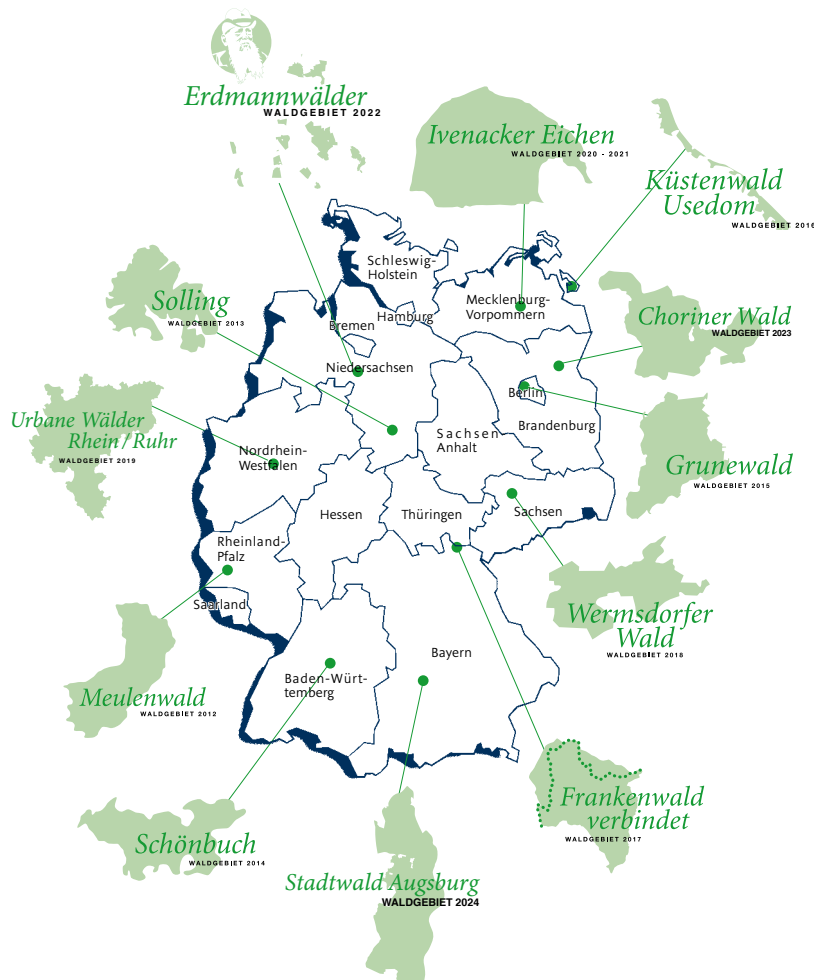 Erdmannwälder
WALDGEBIET 2022
Ivenacker Eichen
WALDGEBIET 2020 - 2021
Küstenwald
Usedom
WALDGEBIET 2016
Schleswig-
Holstein
Solling
WALDGEBIET 2013
Mecklenburg-
Vorpommern
Hamburg
Bremen
Choriner Wald
WALDGEBIET 2023
Niedersachsen
Berlin
Brandenburg
Urbane Wälder
Rhein/Ruhr
WALDGEBIET 2019
Sachsen
Anhalt
Nordrhein-
Westfalen
Grunewald
WALDGEBIET 2015
Hessen
Thüringen
Sachsen
Rheinland-
Pfalz
Saarland
Wermsdorfer
Wald
WALDGEBIET 2018
Bayern
Baden-Würt-
temberg
Meulenwald
WALDGEBIET 2012
Frankenwald
verbindet
WALDGEBIET 2017
Schönbuch
WALDGEBIET 2014
Stadtwald Augsburg
WALDGEBIET 2024